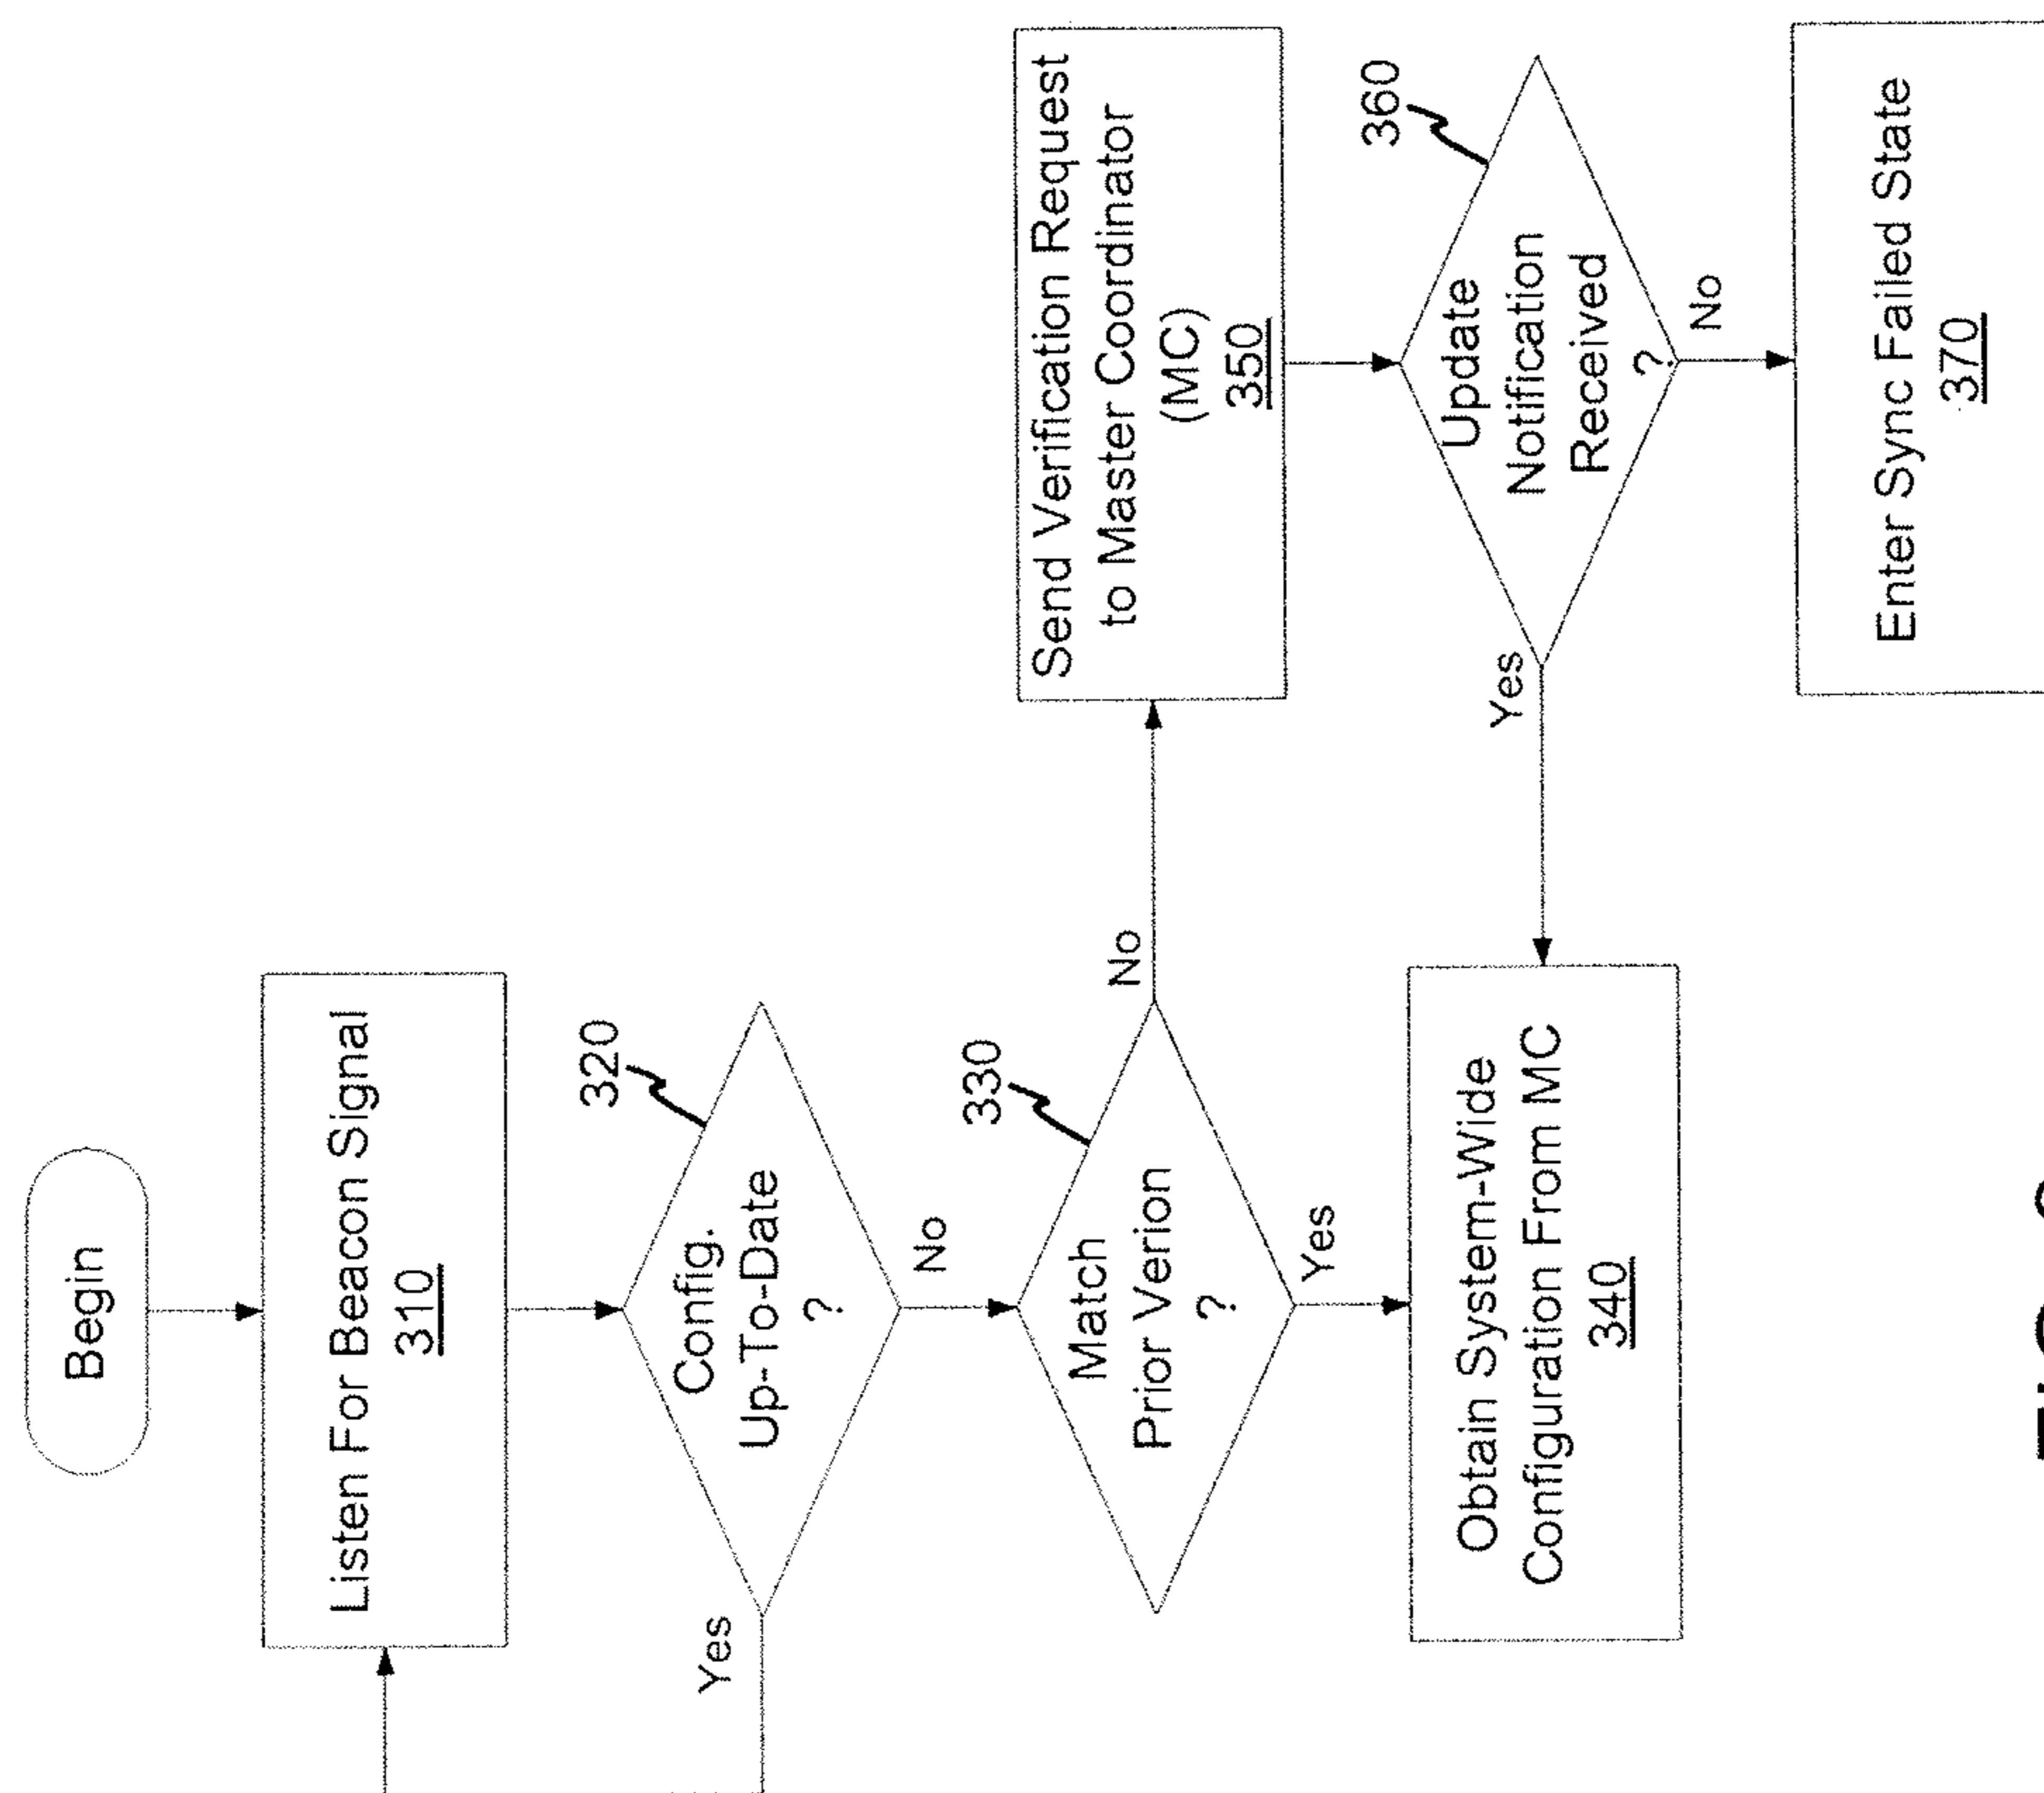 Begin
Listen For Beacon Signal
310
320
Config.
Up-To-Date
?
Yes
No
330
Match
Prior Verion
?
No
Yes
Obtain System-Wide
Configuration From MC
340
Send Verification Request
to Master Coordinator
(MC)
350
360
Update
Notification
Received
?
Yes
No
Enter Sync Failed State
370